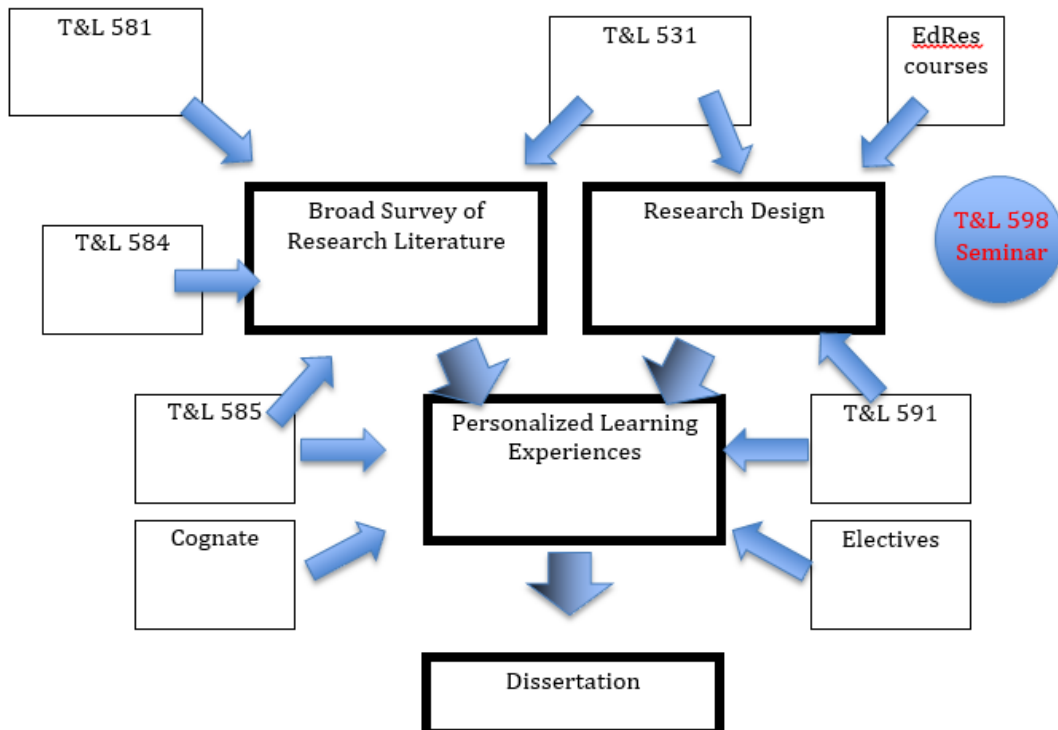 T&L 581
T&L 531
EdRes
courses
Broad Survey of
Research Literature
Research Design
T&L 598
Seminar
T&L 584
T&L 585
Personalized Learning
Experiences
T&L 591
Cognate
Electives
Dissertation